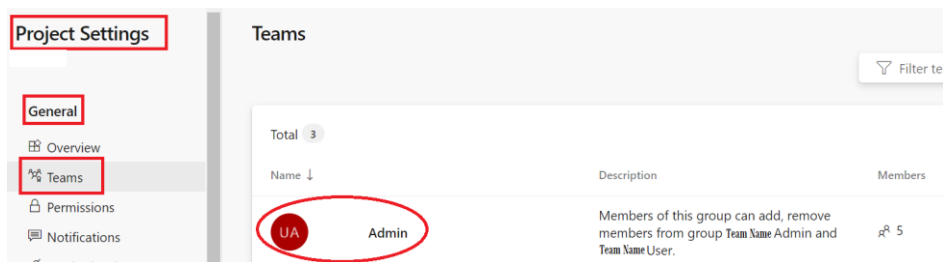 Project Settings
Teams
Filter te
General
Total 3
Overview
Teams
Name ↓
Description
Members
Permissions
Members of this group can add, remove
UA
Admin
members from group Team Name Admin and
5
Notifications
Team Name User.